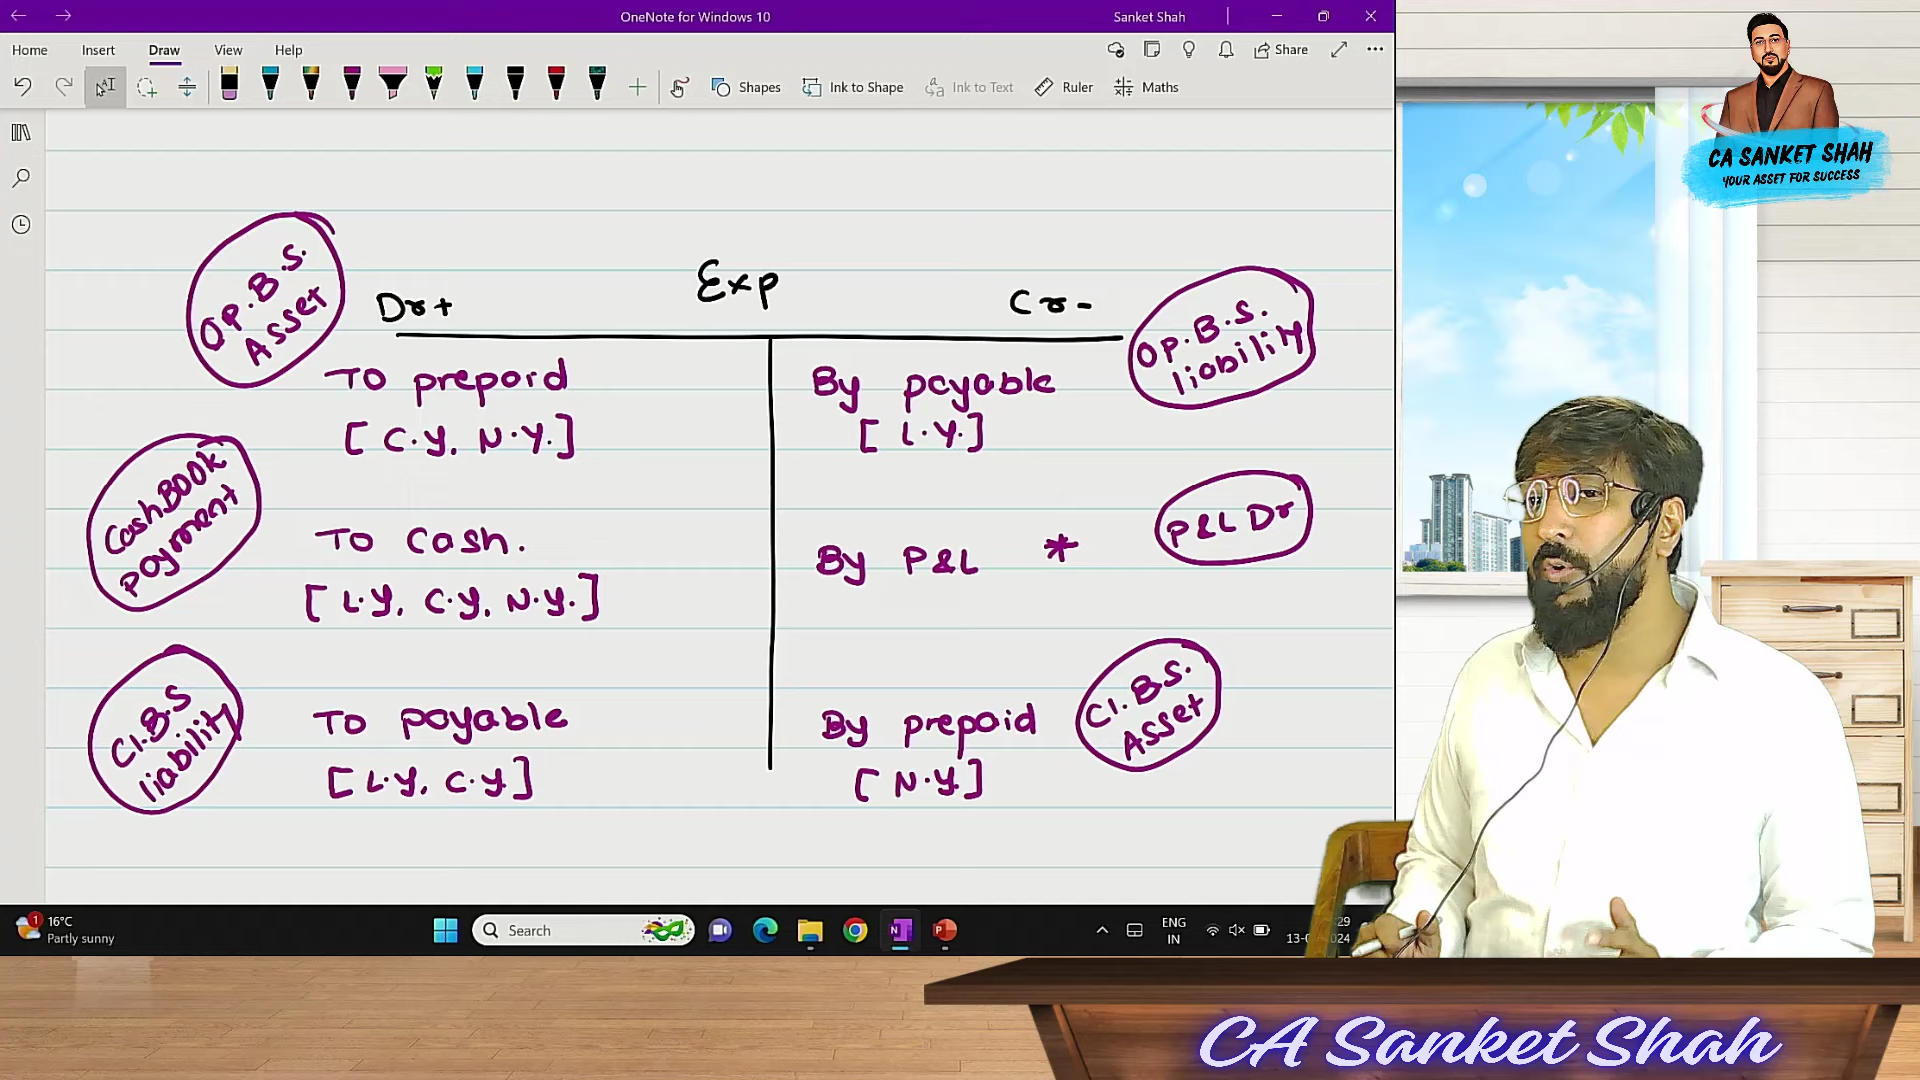 OneNote for Windows 10
Sanket Shah
Home
Insert
Draw
View
Help
Share
Shapes
Ink to Shape
Ink to Text
Ruler
Maths
CA SANKET SHAH
YOUR ASSET FOR SUCCESS
Exp
Dr +
Cr -
Op. B. S.
Asset
To prepaid
[ C.Y, N.Y. ]
By payable
[ L.Y. ]
Op. B. S.
liability
Cash BOOK
payment
To Cash.
[ L.Y, C.Y, N.Y. ]
By P&L *
P&L Dr
Cl. B. S
liability
To payable
[ L.Y, C.Y ]
By prepaid
[ N.Y ]
Cl. B. S.
Asset
1
16°C
Partly sunny
Search
ENG
IN
CA Sanket Shah